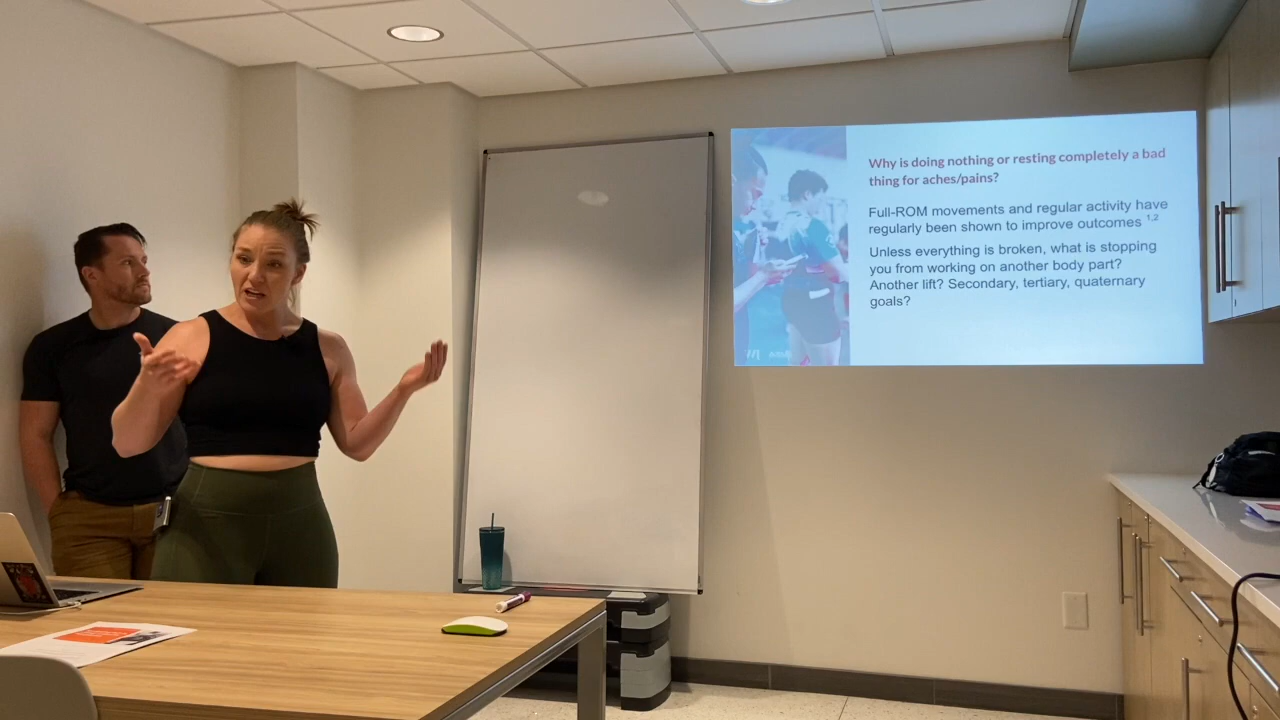 Why is doing nothing or resting completely a bad
thing for aches/pains?
Full-ROM movements and regular activity have
regularly been shown to improve outcomes 1,2
Unless everything is broken, what is stopping
you from working on another body part?
Another lift? Secondary, tertiary, quaternary
goals?